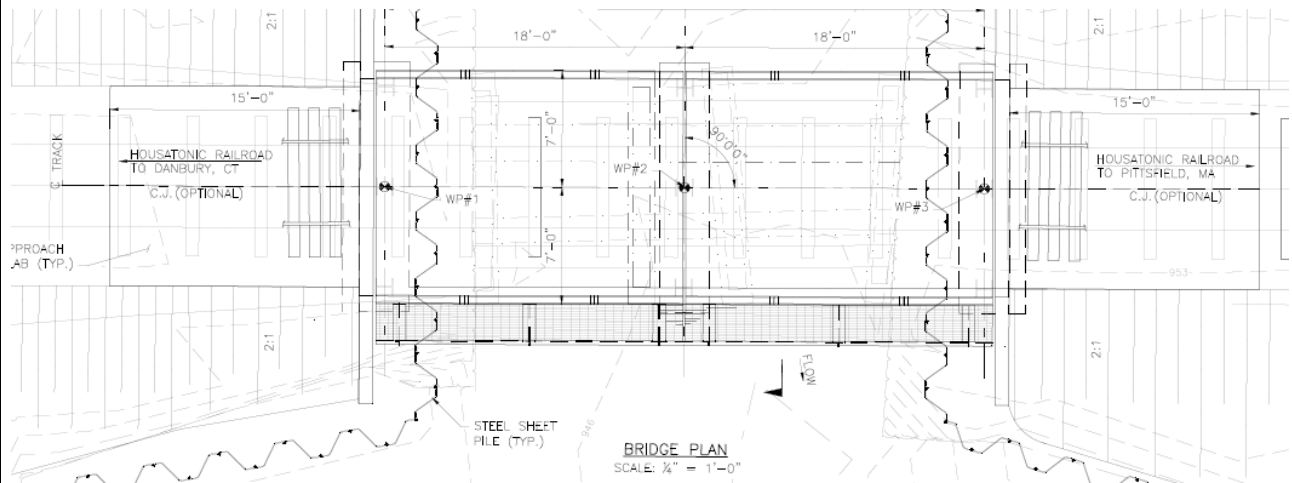 2:1
18'-0"
18'-0"
2:1
15'-0"
7'-0"
90°0'0"
15'-0"
℄ TRACK
HOUSATONIC RAILROAD
TO DANBURY, CT
C.J. (OPTIONAL)
WP#1
WP#2
WP#3
HOUSATONIC RAILROAD
TO PITTSFIELD, MA
C.J. (OPTIONAL)
PPROACH
AB (TYP.)
7'-0"
953
2:1
2:1
FLOW
STEEL SHEET
PILE (TYP.)
946
BRIDGE PLAN
SCALE: ¼" = 1'-0"